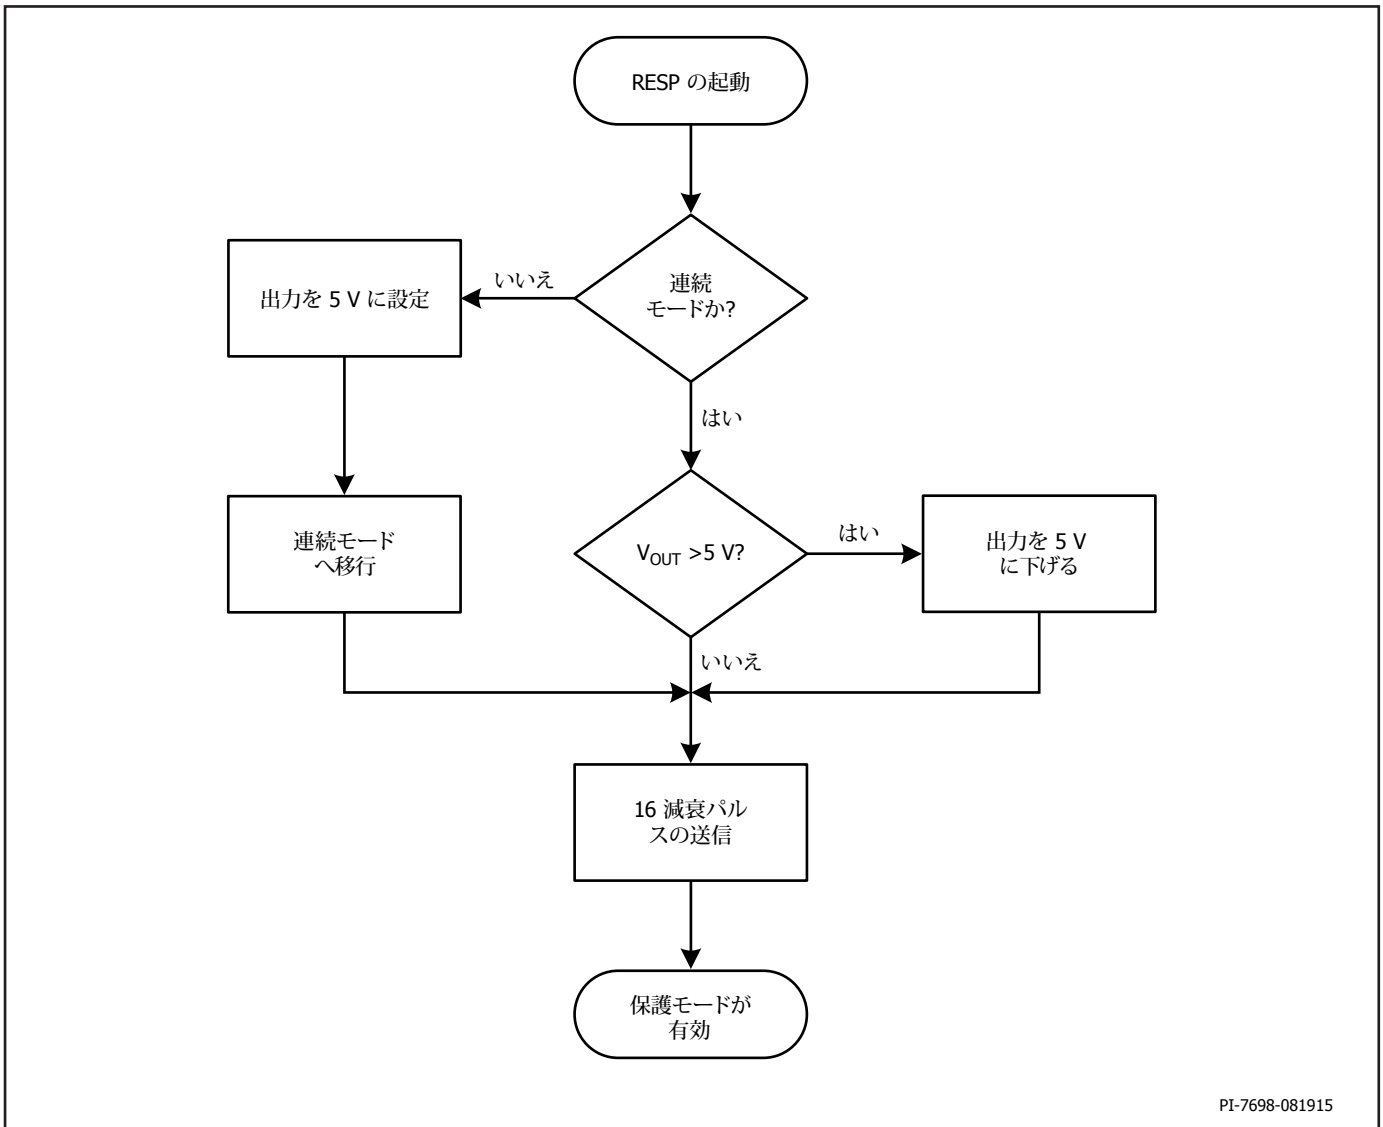 RESP の起動
連続
モードか?
いいえ
出力を 5 V に設定
はい
連続モード
へ移行
V_OUT >5 V?
はい
出力を 5 V
に下げる
いいえ
16 減衰パル
スの送信
保護モードが
有効
PI-7698-081915